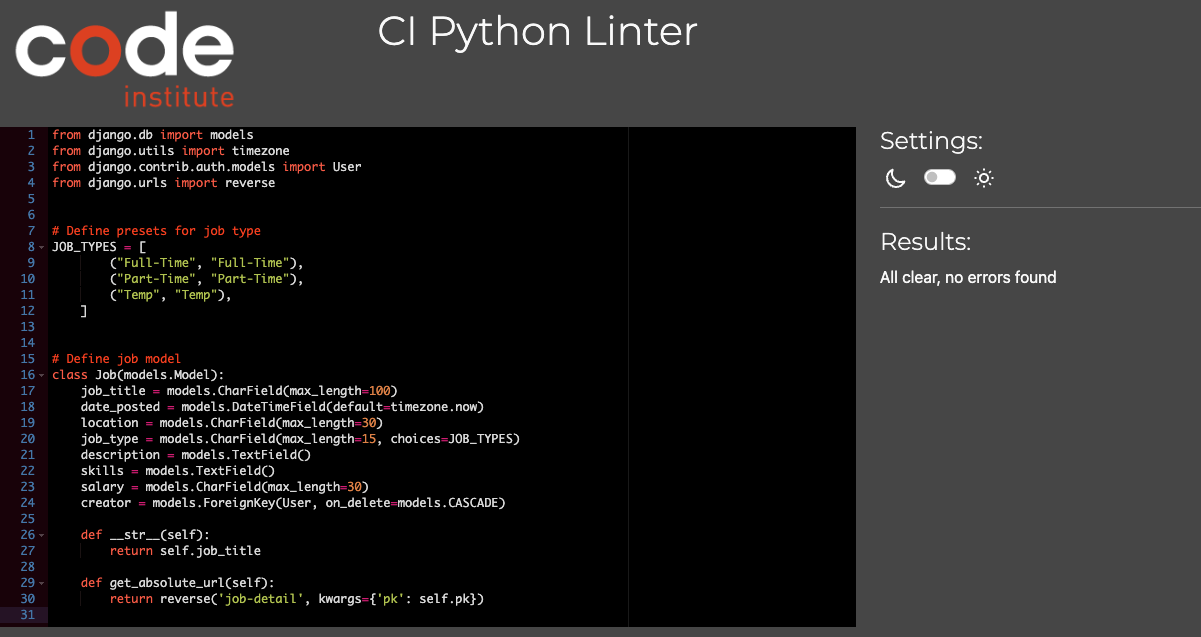 code
institute
CI Python Linter
1 from django.db import models
2 from django.utils import timezone
3 from django.contrib.auth.models import User
4 from django.urls import reverse
5
6
7 # Define presets for job type
8 JOB_TYPES = [
9         ("Full-Time", "Full-Time"),
10         ("Part-Time", "Part-Time"),
11         ("Temp", "Temp"),
12     ]
13
14
15 # Define job model
16 class Job(models.Model):
17     job_title = models.CharField(max_length=100)
18     date_posted = models.DateTimeField(default=timezone.now)
19     location = models.CharField(max_length=30)
20     job_type = models.CharField(max_length=15, choices=JOB_TYPES)
21     description = models.TextField()
22     skills = models.TextField()
23     salary = models.CharField(max_length=30)
24     creator = models.ForeignKey(User, on_delete=models.CASCADE)
25
26     def __str__(self):
27         return self.job_title
28
29     def get_absolute_url(self):
30         return reverse('job-detail', kwargs={'pk': self.pk})
31
Settings:
Results:
All clear, no errors found